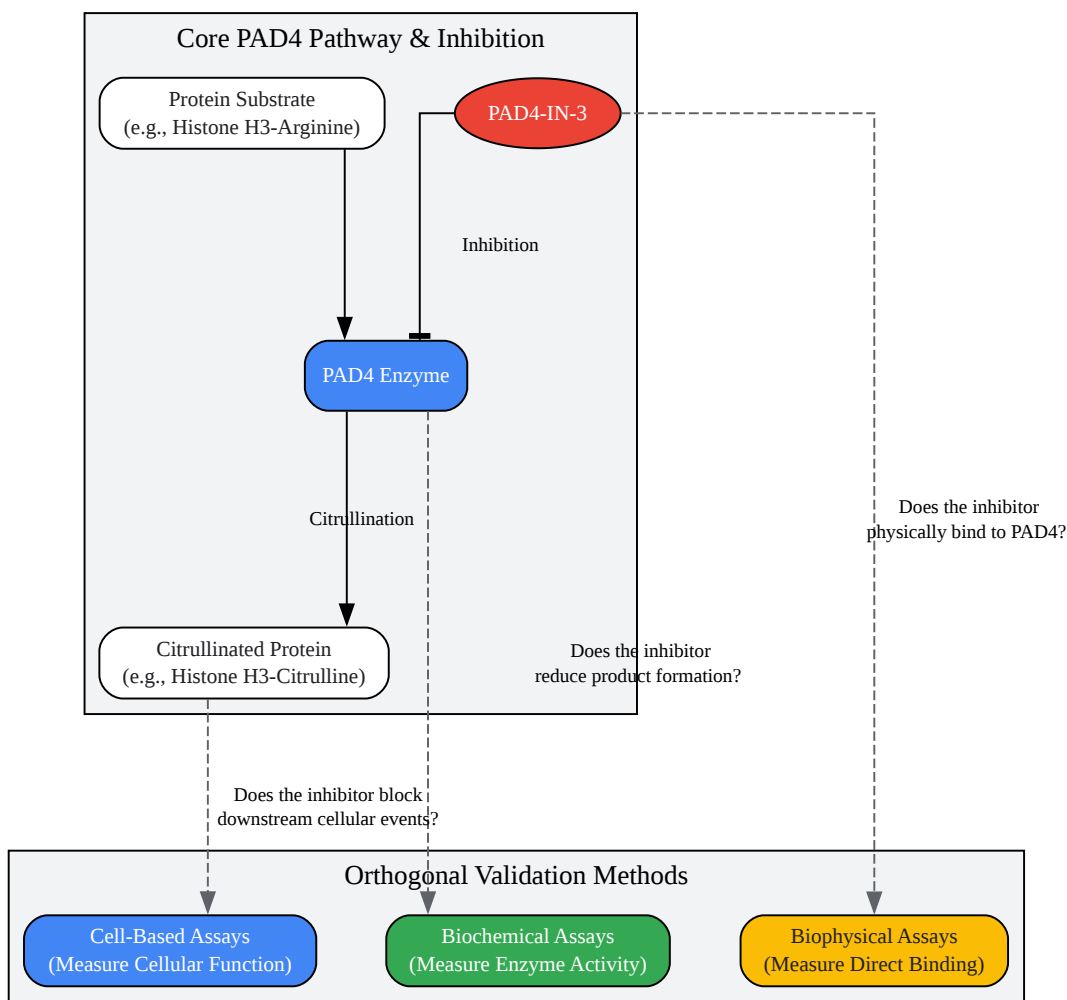 Core PAD4 Pathway & Inhibition
Protein Substrate
(e.g., Histone H3-Arginine)
PAD4-IN-3
Inhibition
PAD4 Enzyme
Citrullination
Does the inhibitor
physically bind to PAD4?
Citrullinated Protein
(e.g., Histone H3-Citrulline)
Does the inhibitor
reduce product formation?
Does the inhibitor block
downstream cellular events?
Orthogonal Validation Methods
Cell-Based Assays
(Measure Cellular Function)
Biochemical Assays
(Measure Enzyme Activity)
Biophysical Assays
(Measure Direct Binding)